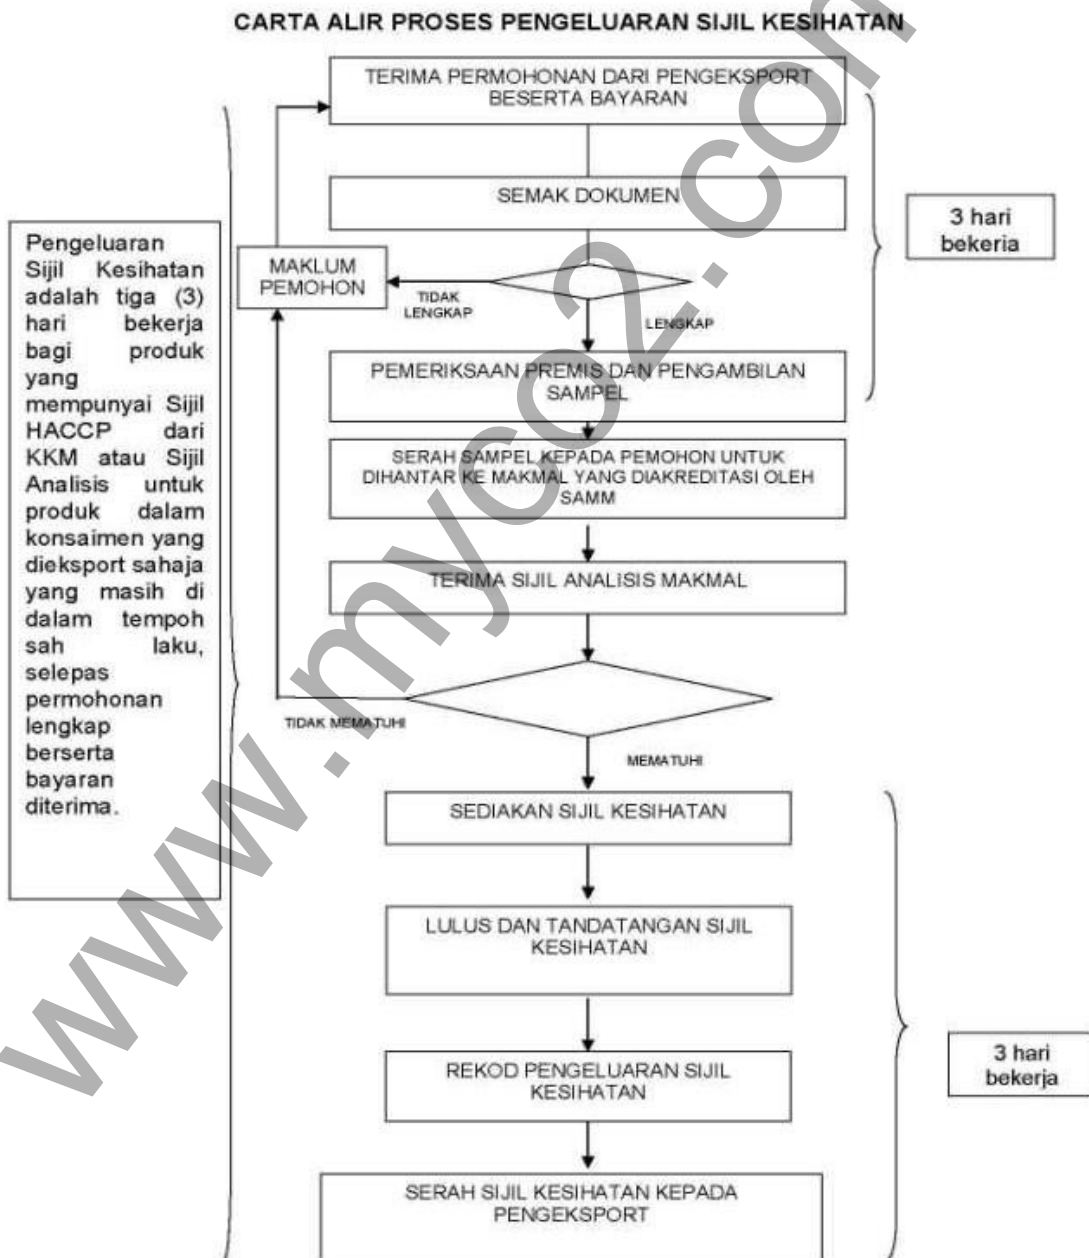 CARTA ALIR PROSES PENGELUARAN SIJIL KESIHATAN
TERIMA PERMOHONAN DARI PENGEKSPORT
BESERTA BAYARAN
SEMAK DOKUMEN
3 hari
bekeria
MAKLUM
PEMOHON
TIDAK
LENGKAP
LENGKAP
PEMERIKSAAN PREMIS DAN PENGAMBILAN
SAMPEL
SERAH SAMPEL KEPADA PEMOHON UNTUK
DIHANTAR KE MAKMAL YANG DIAKREDITASI OLEH
SAMM
TERIMA SIJIL ANALISIS MAKMAL
TIDAK MEMATUHI
MEMATUHI
Pengeluaran
Sijil Kesihatan
adalah tiga (3)
hari bekerja
bagi produk
yang
mempunyai Sijil
HACCP dari
KKM atau Sijil
Analisis untuk
produk dalam
konsaimen yang
dieksport sahaja
yang masih di
dalam tempoh
sah laku,
selepas
permohonan
lengkap
berserta
bayaran
diterima.
SEDIAKAN SIJIL KESIHATAN
LULUS DAN TANDATANGAN SIJIL
KESIHATAN
REKOD PENGELUARAN SIJIL
KESIHATAN
3 hari
bekerja
SERAH SIJIL KESIHATAN KEPADA
PENGEKSPORT
www.myco2.com